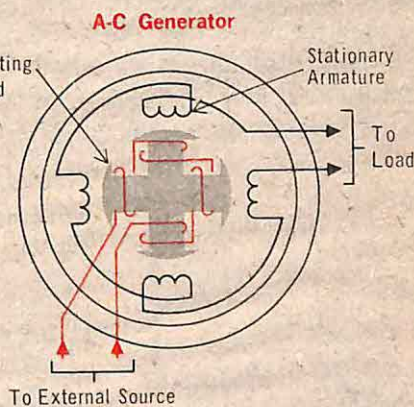 A-C Generator
Stationary
Armature
To
Load
To External Source